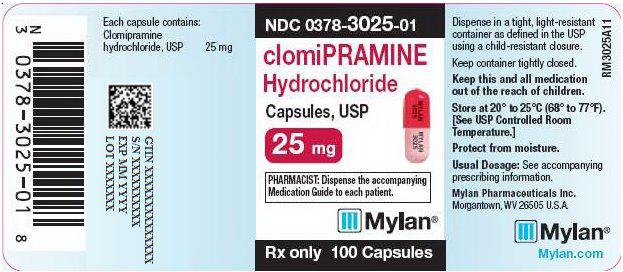 N
3 0378-3025-01 8
Each capsule contains:
Clomipramine
hydrochloride, USP 25 mg
GTIN XXXXXXXXXXXXXX
S/N XXXXXXXXXX
EXP MM YYYY
LOT XXXXXXX
NDC 0378-3025-01
clomiPRAMINE
Hydrochloride
Capsules, USP
25 mg
MYLAN
3025
MYLAN
3025
PHARMACIST: Dispense the accompanying
Medication Guide to each patient.
Mylan®
Rx only 100 Capsules
Dispense in a tight, light-resistant
container as defined in the USP
using a child-resistant closure.
Keep container tightly closed.
Keep this and all medication
out of the reach of children.
Store at 20° to 25°C (68° to 77°F).
[See USP Controlled Room
Temperature.]
Protect from moisture.
Usual Dosage: See accompanying
prescribing information.
Mylan Pharmaceuticals Inc.
Morgantown, WV 26505 U.S.A.
Mylan®
Mylan.com
RM3025A11